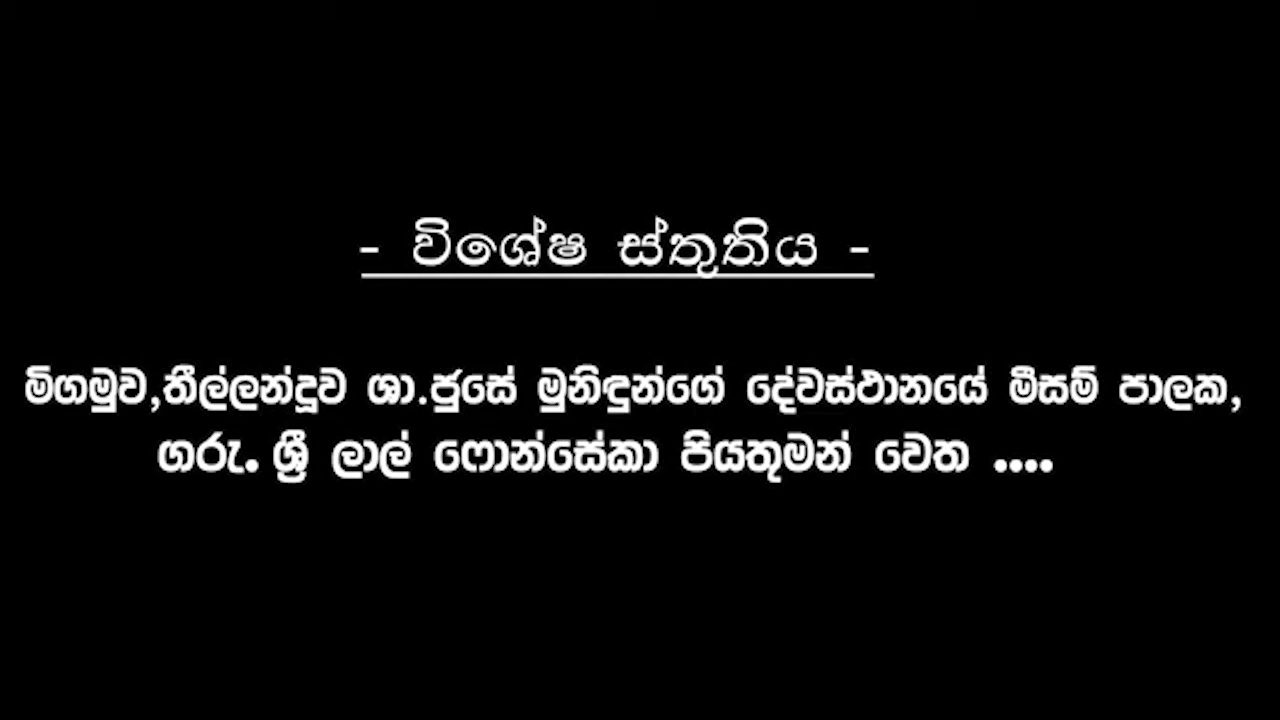 - විශේෂ ස්තුතිය -
මිගමුව,තිල්ලන්දූව ශා.ජුසේ මුනිඳුන්ගේ දේවස්ථානයේ මීසම් පාලක,
ගරු. ශ්‍රී ලාල් ෆොන්සේකා පියතුමන් වෙත ....